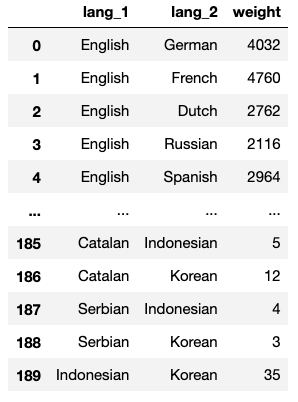 lang_1 lang_2 weight
0 English German 4032
1 English French 4760
2 English Dutch 2762
3 English Russian 2116
4 English Spanish 2964
... ... ... ...
185 Catalan Indonesian 5
186 Catalan Korean 12
187 Serbian Indonesian 4
188 Serbian Korean 3
189 Indonesian Korean 35